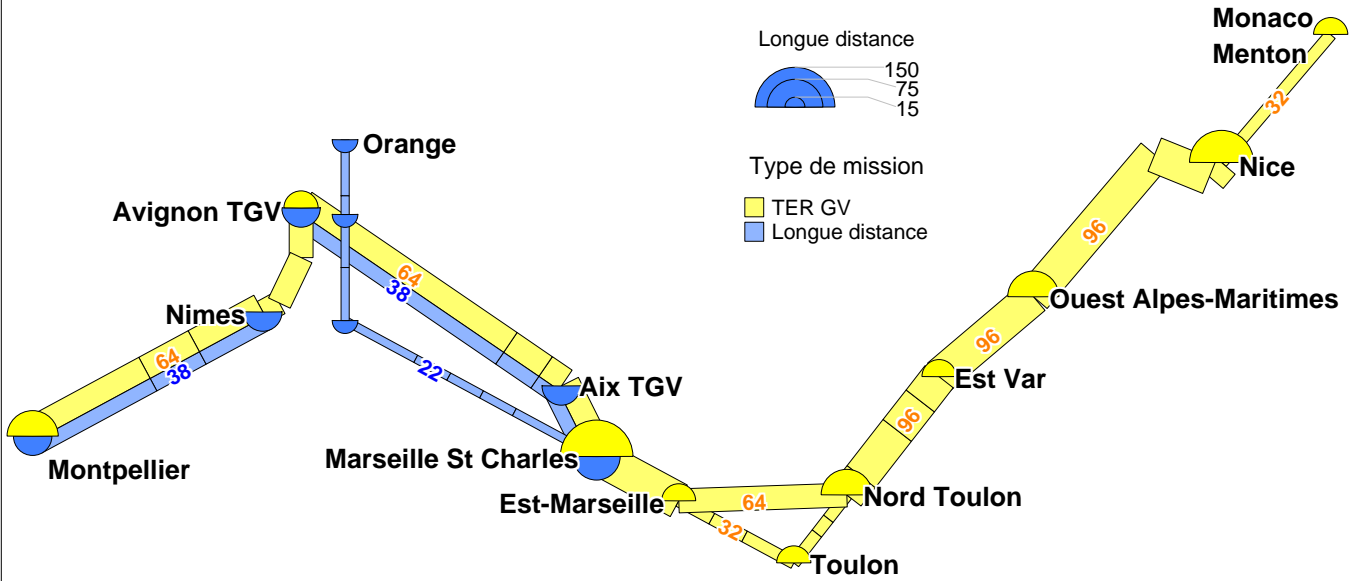 Monaco
Menton
Longue distance
150
75
15
32
Orange
Type de mission
Nice
TER GV
Longue distance
Avignon TGV
96
64
38
Ouest Alpes-Maritimes
Nimes
96
64
38
22
Aix TGV
Est Var
96
Marseille St Charles
Montpellier
Est-Marseille
64
Nord Toulon
32
Toulon